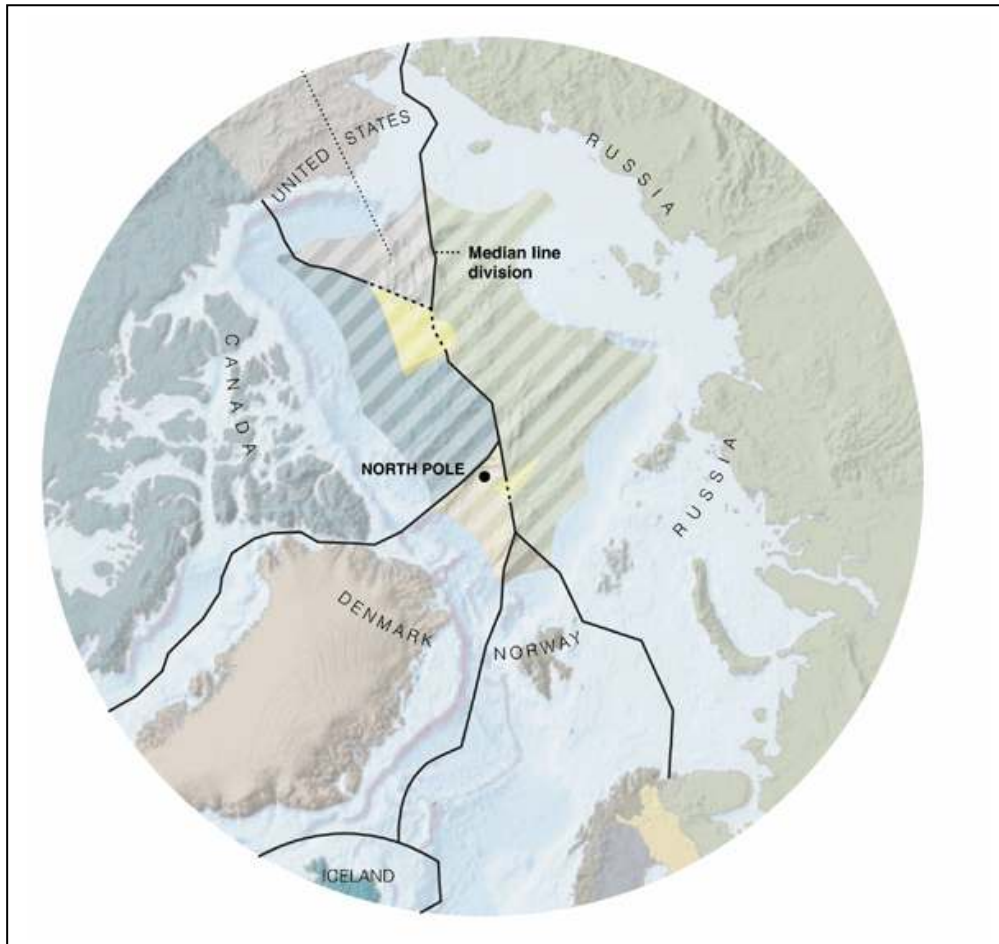 UNITED STATES
RUSSIA
Median line
division
CANADA
NORTH POLE
RUSSIA
DENMARK
NORWAY
ICELAND